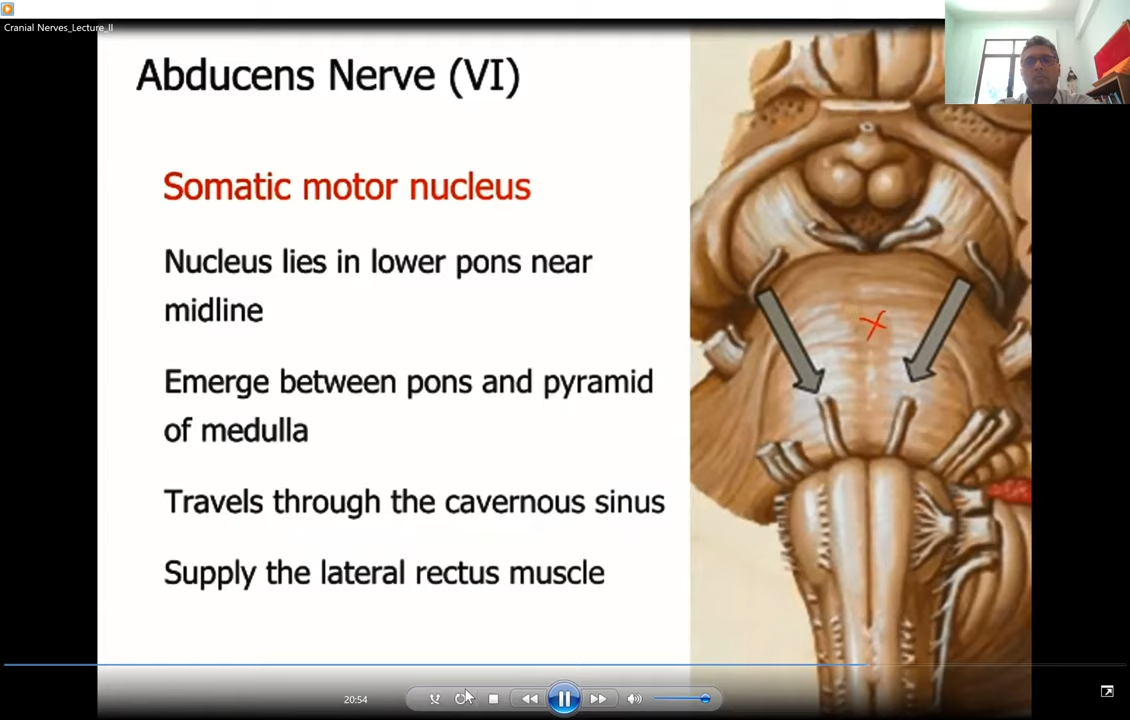 Cranial Nerves_Lecture_II
Abducens Nerve (VI)
Somatic motor nucleus
Nucleus lies in lower pons near
midline
Emerge between pons and pyramid
of medulla
Travels through the cavernous sinus
Supply the lateral rectus muscle
20:54